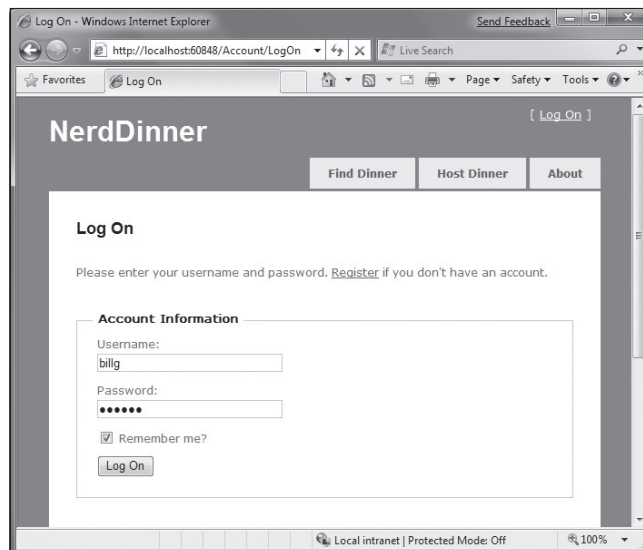 Log On - Windows Internet Explorer
Send Feedback
http://localhost:60848/Account/LogOn
Live Search
Favorites
Log On
Page
Safety
Tools
[ Log On ]
NerdDinner
Find Dinner
Host Dinner
About
Log On
Please enter your username and password. Register if you don't have an account.
Account Information
Username:
billg
Password:
••••••
Remember me?
Log On
Local intranet | Protected Mode: Off
100%